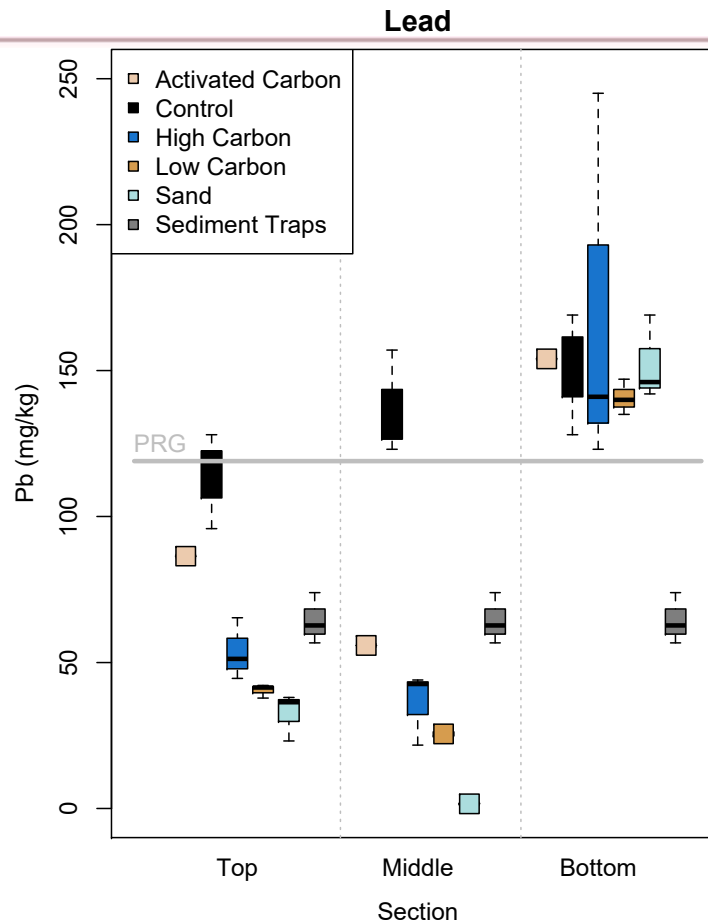 Lead
250
200
150
100
50
0
Pb (mg/kg)
Activated Carbon
Control
High Carbon
Low Carbon
Sand
Sediment Traps
PRG
Top Middle Bottom
Section